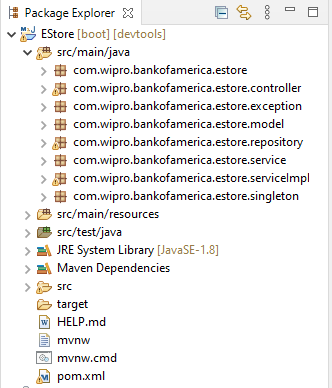 Package Explorer
EStore [boot] [devtools]
src/main/java
com.wipro.bankofamerica.estore
com.wipro.bankofamerica.estore.controller
com.wipro.bankofamerica.estore.exception
com.wipro.bankofamerica.estore.model
com.wipro.bankofamerica.estore.repository
com.wipro.bankofamerica.estore.service
com.wipro.bankofamerica.estore.serviceImpl
com.wipro.bankofamerica.estore.singleton
src/main/resources
src/test/java
JRE System Library [JavaSE-1.8]
Maven Dependencies
src
target
HELP.md
mvnw
mvnw.cmd
pom.xml